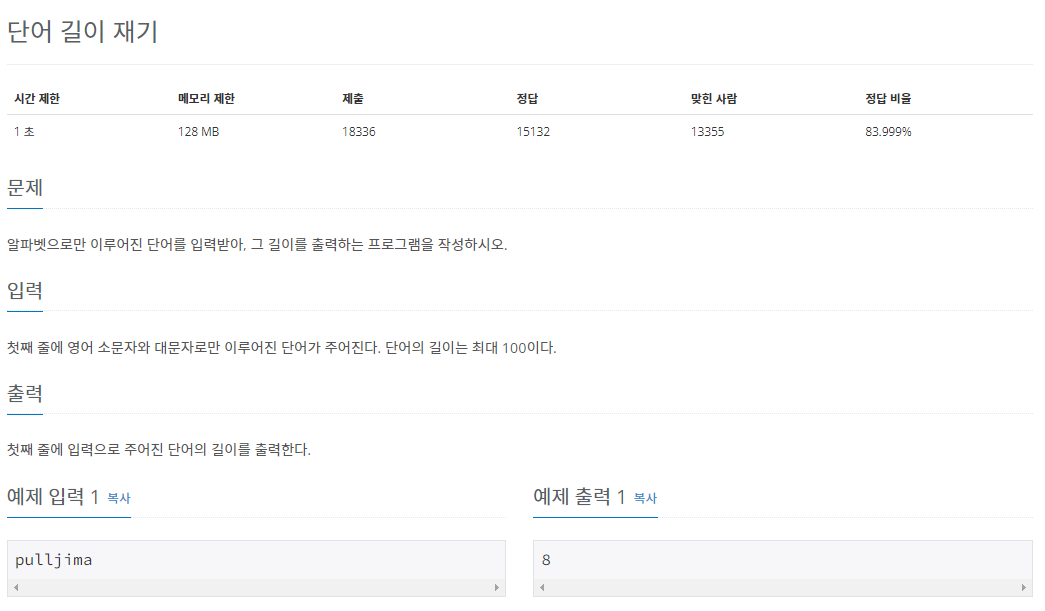 단어 길이 재기
시간 제한 메모리 제한 제출 정답 맞힌 사람 정답 비율
1 초 128 MB 18336 15132 13355 83.999%
문제
알파벳으로만 이루어진 단어를 입력받아, 그 길이를 출력하는 프로그램을 작성하시오.
입력
첫째 줄에 영어 소문자와 대문자로만 이루어진 단어가 주어진다. 단어의 길이는 최대 100이다.
출력
첫째 줄에 입력으로 주어진 단어의 길이를 출력한다.
예제 입력 1 복사
pulljima
예제 출력 1 복사
8